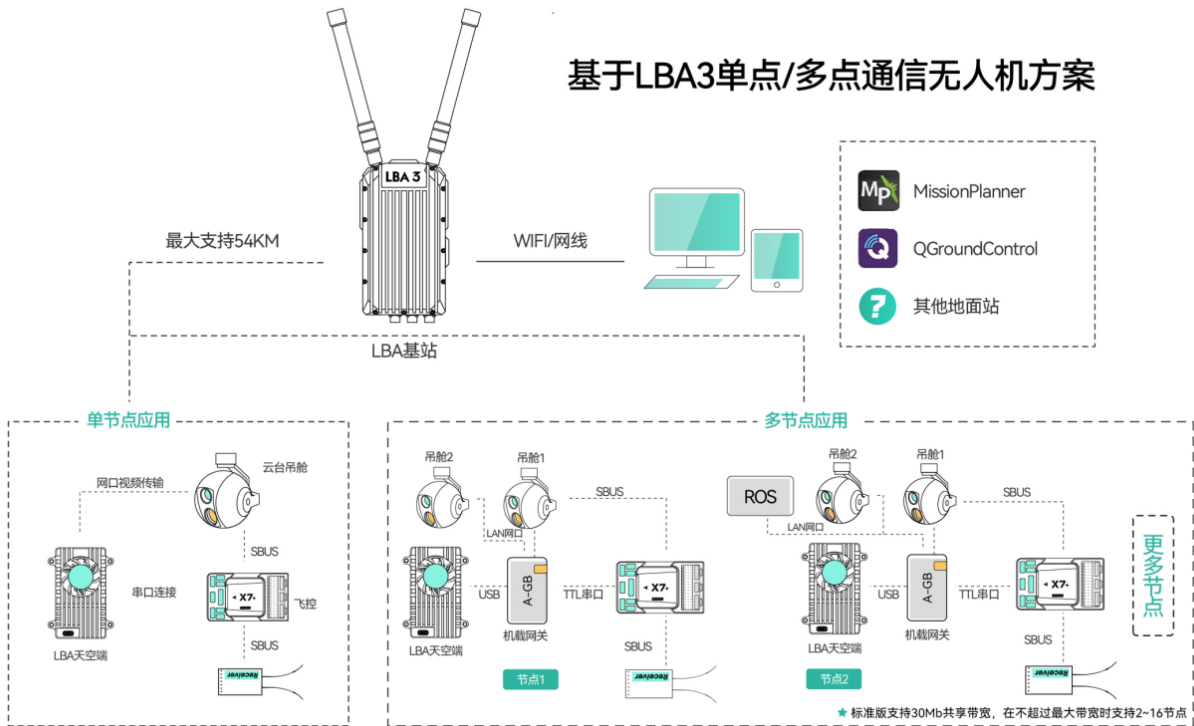 基于LBA3单点/多点通信无人机方案
LBA 3
MissionPlanner
QGroundControl
其他地面站
最大支持54KM
WIFI/网线
LBA基站
单节点应用
云台吊舱
网口视频传输
SBUS
串口连接
X7+
飞控
LBA天空端
SBUS
Receiver
多节点应用
吊舱2
吊舱1
SBUS
LAN网口
USB
A-GB
TTL串口
X7+
LBA天空端
机载网关
SBUS
节点1
Receiver
吊舱2
吊舱1
ROS
SBUS
LAN网口
USB
A-GB
TTL串口
X7+
LBA天空端
机载网关
SBUS
节点2
Receiver
更多节点
★ 标准版支持30Mb共享带宽，在不超过最大带宽时支持2~16节点